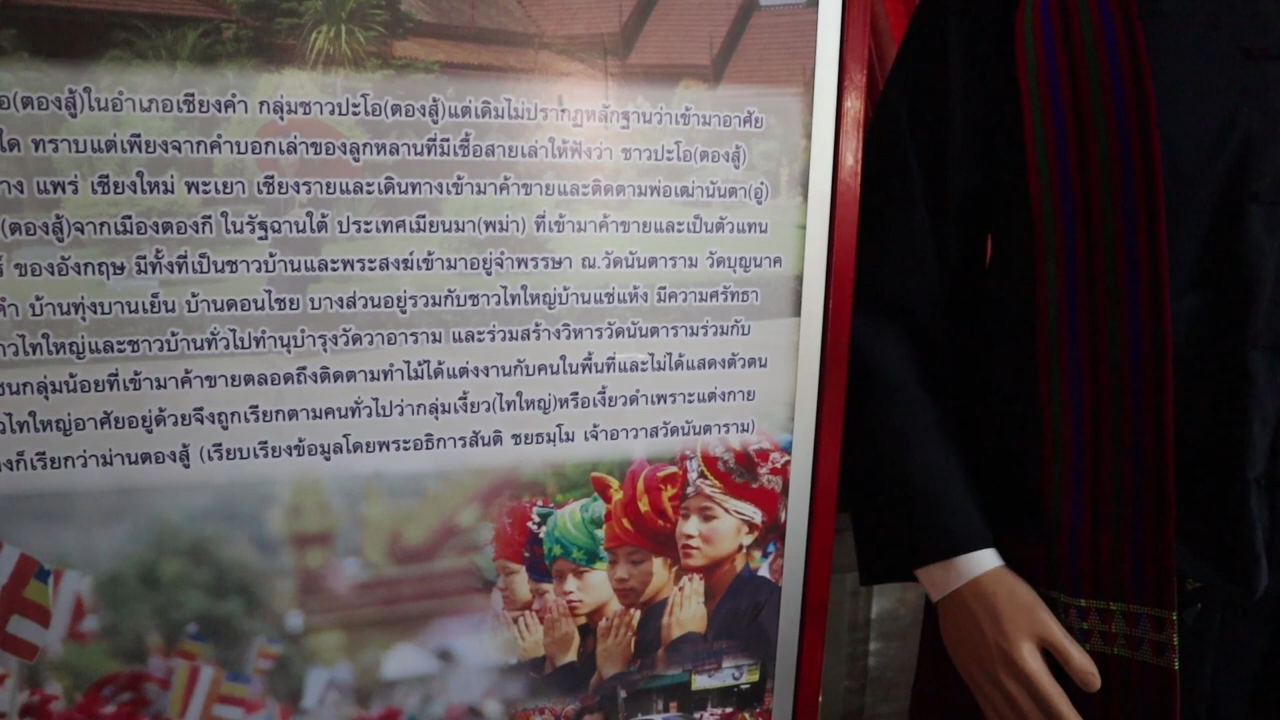 อ(ตองสู้)ในอำเภอเชียงคำ กลุ่มชาวปะโอ(ตองสู้)แต่เดิมไม่ปรากฏหลักฐานว่าเข้ามาอาศัย
ใด ทราบแต่เพียงจากคำบอกเล่าของลูกหลานที่มีเชื้อสายเล่าให้ฟังว่า ชาวปะโอ(ตองสู้)
าง แพร่ เชียงใหม่ พะเยา เชียงรายและเดินทางเข้ามาค้าขายและติดตามพ่อเฒ่านันตา(อู๋)
(ตองสู้)จากเมืองตองกี ในรัฐฉานใต้ ประเทศเมียนมา(พม่า) ที่เข้ามาค้าขายและเป็นตัวแทน
ร์ ของอังกฤษ มีทั้งที่เป็นชาวบ้านและพระสงฆ์เข้ามาอยู่จำพรรษา ณ.วัดนันตาราม วัดบุญนาค
คำ บ้านทุ่งบานเย็น บ้านดอนไชย บางส่วนอยู่รวมกับชาวไทใหญ่บ้านแช่แห้ง มีความศรัทธา
าวไทใหญ่และชาวบ้านทั่วไปทำนุบำรุงวัดวาอาราม และร่วมสร้างวิหารวัดนันตารามร่วมกับ
ชนกลุ่มน้อยที่เข้ามาค้าขายตลอดถึงติดตามทำไม้ได้แต่งงานกับคนในพื้นที่และไม่ได้แสดงตัวตน
วไทใหญ่อาศัยอยู่ด้วยจึงถูกเรียกตามคนทั่วไปว่ากลุ่มเงี้ยว(ไทใหญ่)หรือเงี้ยวดำเพราะแต่งกาย
งก็เรียกว่าม่านตองสู้ (เรียบเรียงข้อมูลโดยพระอธิการสันติ ชยธมฺโม เจ้าอาวาสวัดนันตาราม)